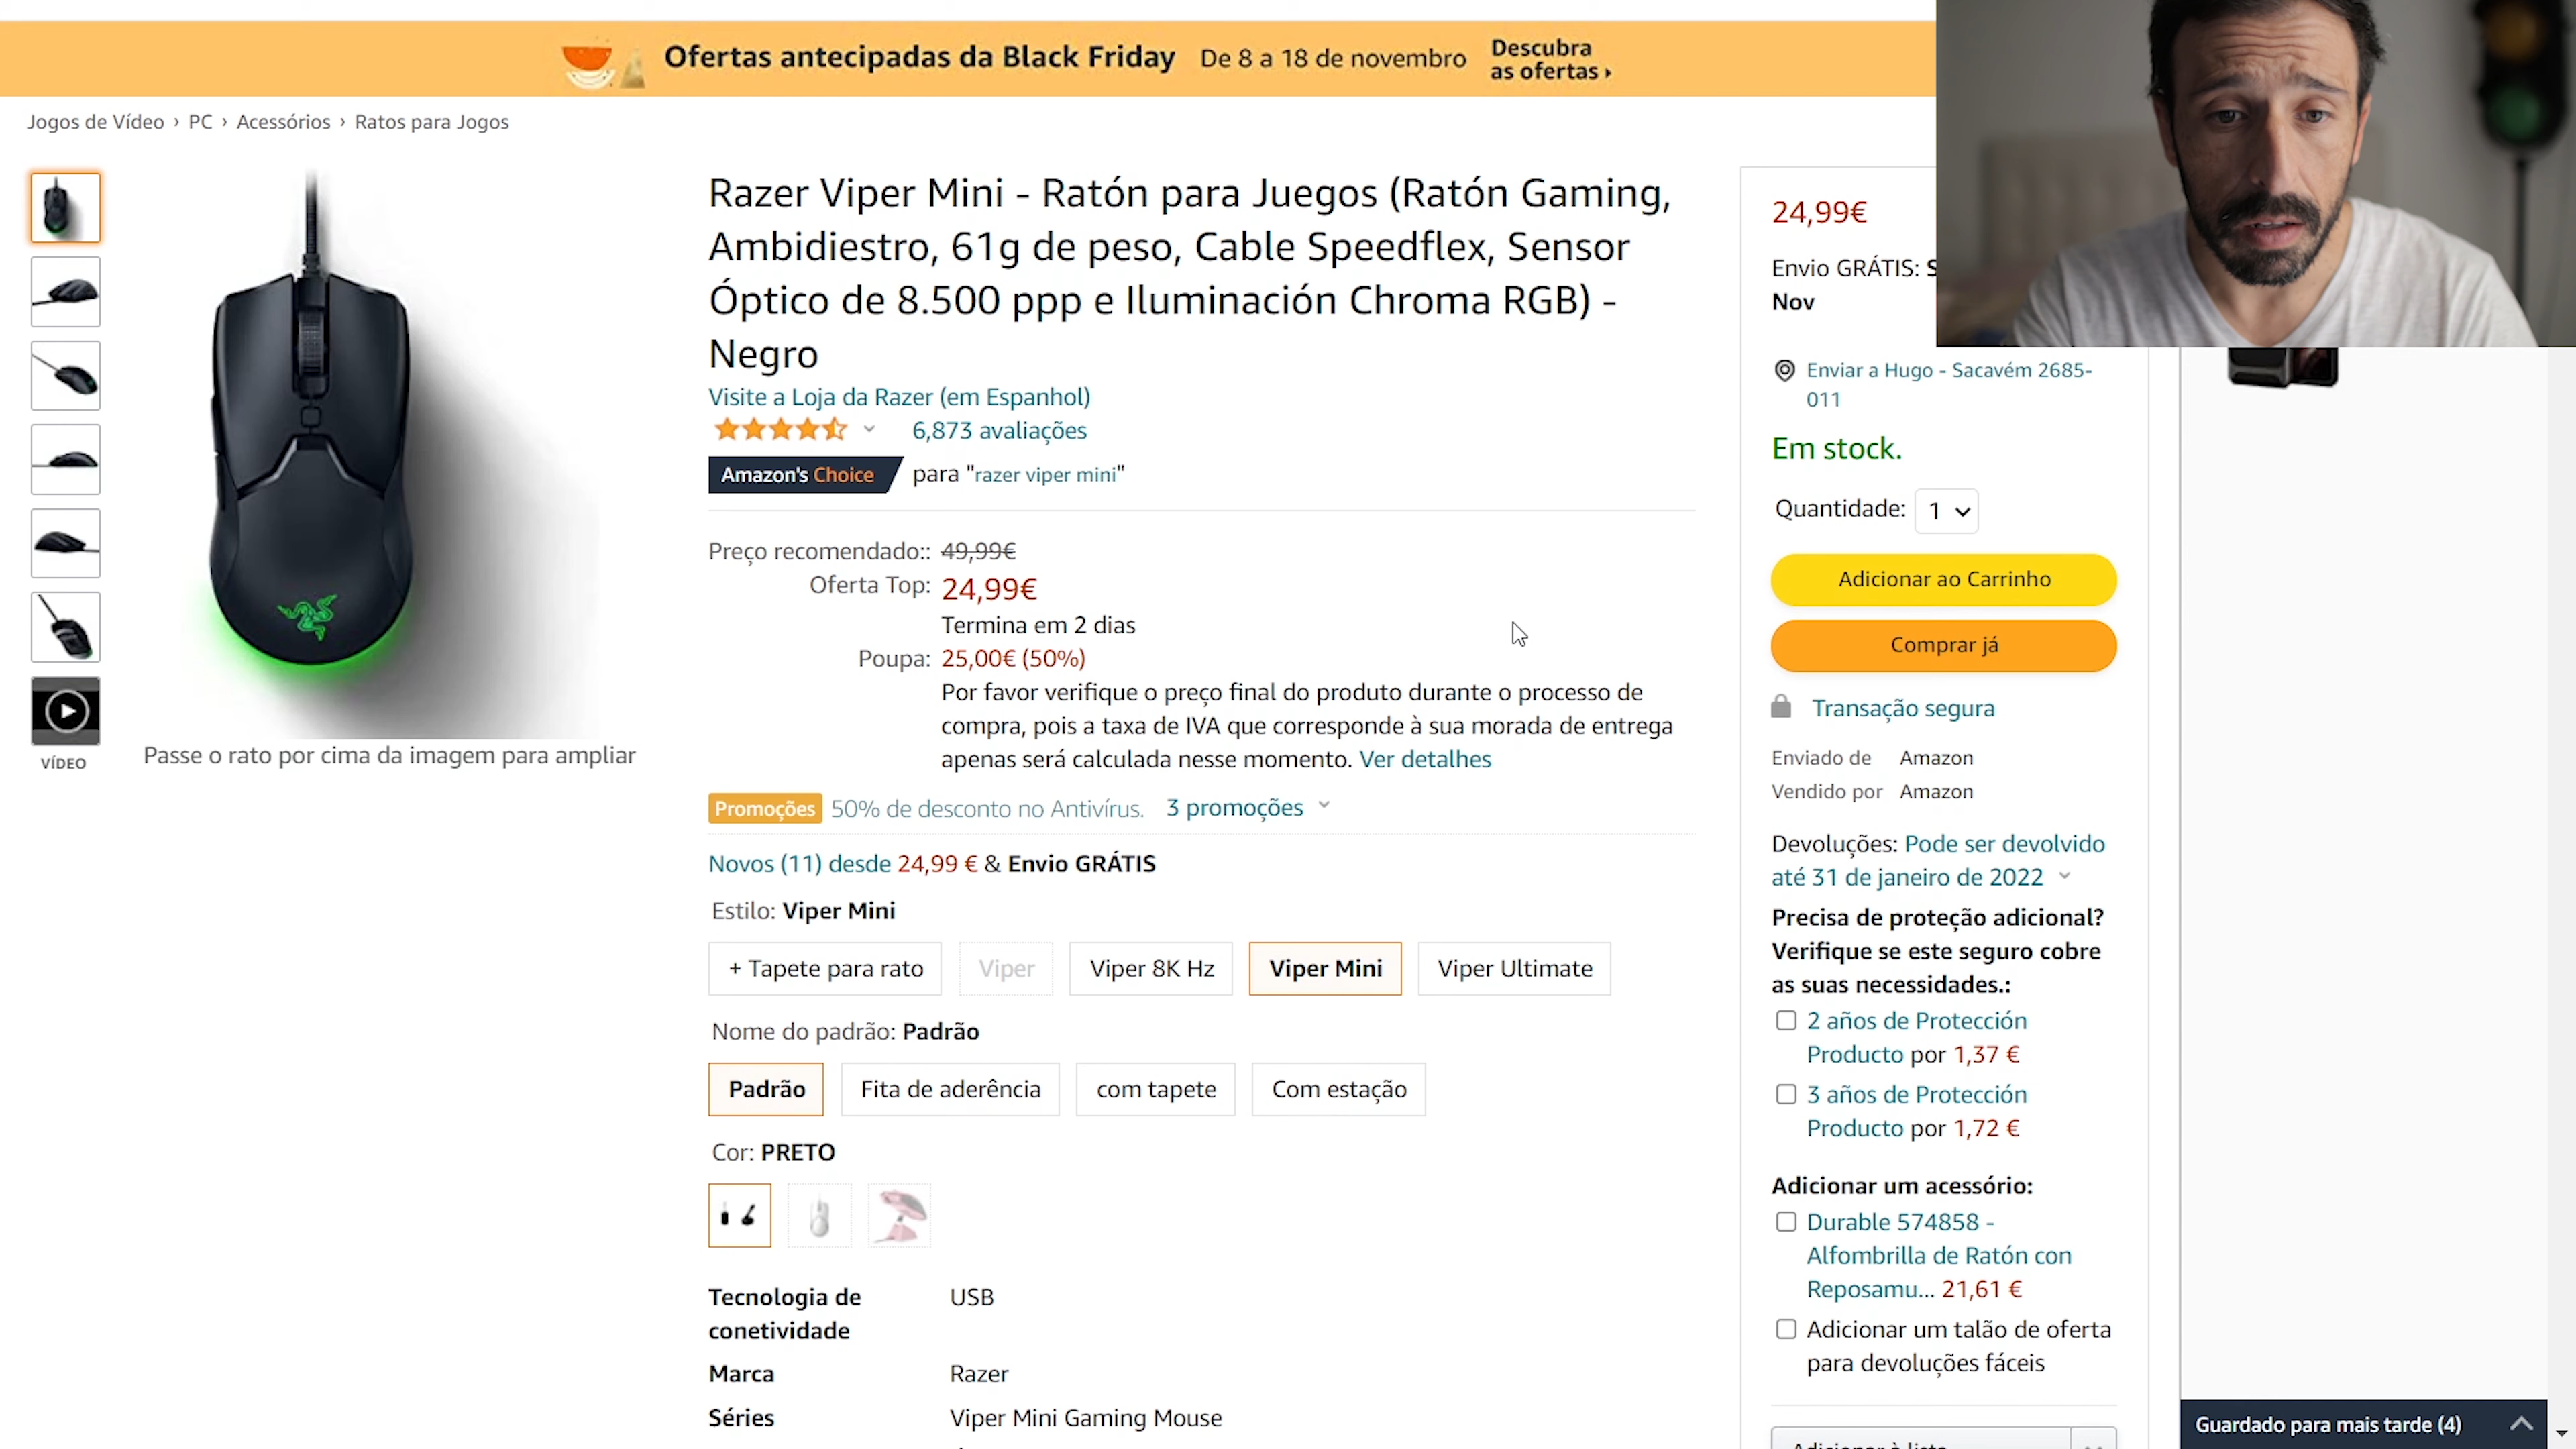 Ofertas antecipadas da Black Friday De 8 a 18 de novembro Descubra as ofertas
Jogos de Vídeo › PC › Acessórios › Ratos para Jogos
VÍDEO
Passe o rato por cima da imagem para ampliar
Razer Viper Mini - Ratón para Juegos (Ratón Gaming,
Ambidiestro, 61g de peso, Cable Speedflex, Sensor
Óptico de 8.500 ppp e Iluminación Chroma RGB) -
Negro
Visite a Loja da Razer (em Espanhol)
6,873 avaliações
Amazon's Choice para "razer viper mini"
Preço recomendado:: 49,99€
Oferta Top: 24,99€
Termina em 2 dias
Poupa: 25,00€ (50%)
Por favor verifique o preço final do produto durante o processo de
compra, pois a taxa de IVA que corresponde à sua morada de entrega
apenas será calculada nesse momento. Ver detalhes
Promoções 50% de desconto no Antivírus. 3 promoções
Novos (11) desde 24,99 € & Envio GRÁTIS
Estilo: Viper Mini
+ Tapete para rato Viper Viper 8K Hz Viper Mini Viper Ultimate
Nome do padrão: Padrão
Padrão Fita de aderência com tapete Com estação
Cor: PRETO
Tecnologia de conetividade USB
Marca Razer
Séries Viper Mini Gaming Mouse
24,99€
Envio GRÁTIS:
Nov
Enviar a Hugo - Sacavém 2685-
011
Em stock.
Quantidade: 1
Adicionar ao Carrinho
Comprar já
Transação segura
Enviado de Amazon
Vendido por Amazon
Devoluções: Pode ser devolvido
até 31 de janeiro de 2022
Precisa de proteção adicional?
Verifique se este seguro cobre
as suas necessidades.:
2 años de Protección
Producto por 1,37 €
3 años de Protección
Producto por 1,72 €
Adicionar um acessório:
Durable 574858 -
Alfombrilla de Ratón con
Reposamu... 21,61 €
Adicionar um talão de oferta
para devoluções fáceis
Guardado para mais tarde (4)